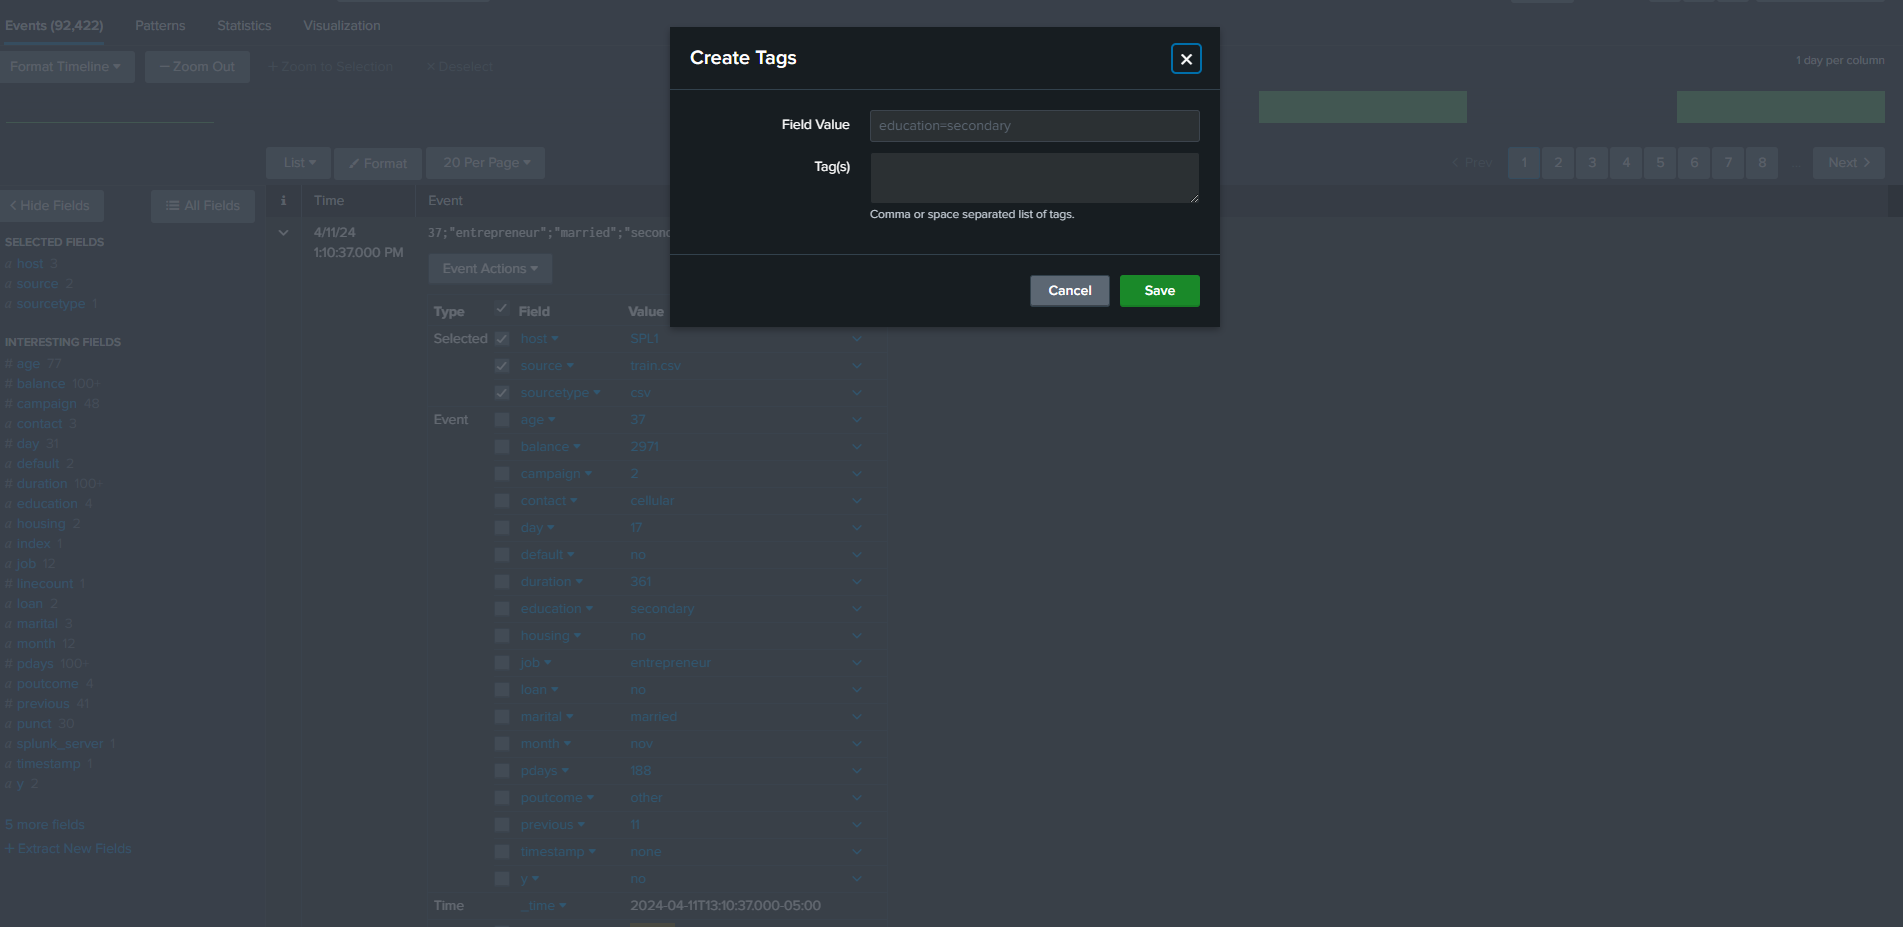 Events (92,422) Patterns Statistics Visualization
Format Timeline — Zoom Out + Zoom to Selection × Deselect
1 day per column
Create Tags
Field Value education=secondary
Tag(s)
Comma or space separated list of tags.
Cancel Save
List Format 20 Per Page
< Prev 1 2 3 4 5 6 7 8 ... Next >
< Hide Fields All Fields
i Time Event
SELECTED FIELDS
a host 3
a source 2
a sourcetype 1
INTERESTING FIELDS
# age 77
# balance 100+
# campaign 48
a contact 3
# day 31
a default 2
# duration 100+
a education 4
a housing 2
a index 1
a job 12
# linecount 1
a loan 2
a marital 3
a month 12
# pdays 100+
a poutcome 4
# previous 41
a punct 30
a splunk_server 1
a timestamp 1
a y 2
5 more fields
+ Extract New Fields
4/11/24
1:10:37.000 PM
37;"entrepreneur";"married";"secon
Event Actions
Type Field Value
Selected host SPL1
source train.csv
sourcetype csv
Event age 37
balance 2971
campaign 2
contact cellular
day 17
default no
duration 361
education secondary
housing no
job entrepreneur
loan no
marital married
month nov
pdays 188
poutcome other
previous 11
timestamp none
y no
Time _time 2024-04-11T13:10:37.000-05:00